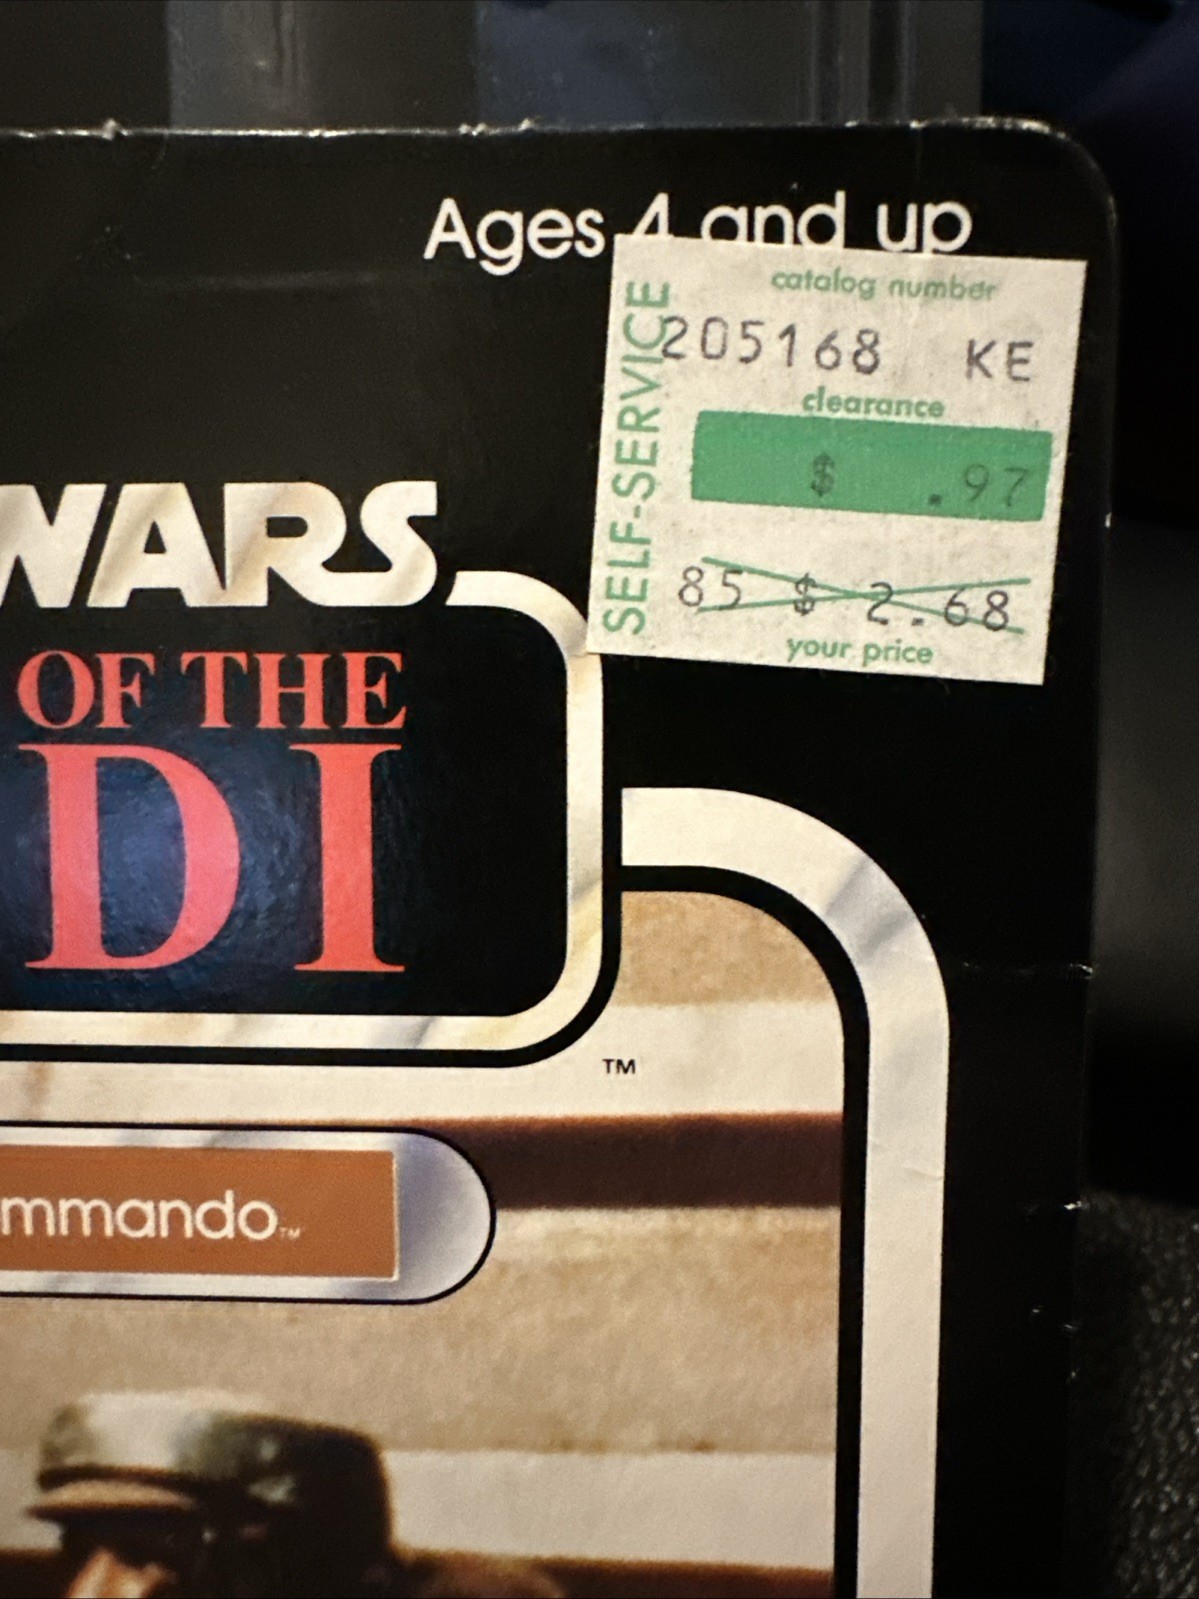 Ages 4 and up
catalog number
SELF-SERVICE
205168 KE
clearance
$ .97
85 $ 2.68
your price
WARS
OF THE
DI
TM
mmando TM